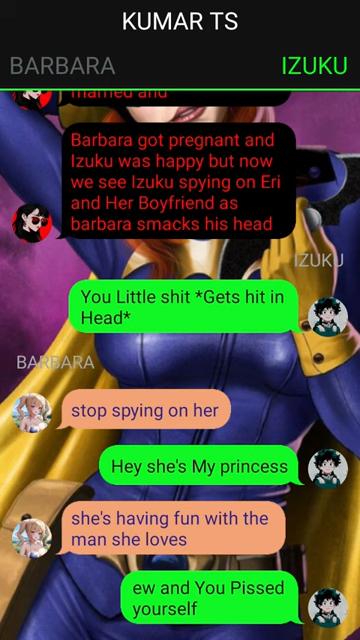 KUMAR TS
BARBARA
IZUKU
married and
Barbara got pregnant and
Izuku was happy but now
we see Izuku spying on Eri
and Her Boyfriend as
barbara smacks his head
IZUKU
You Little shit *Gets hit in
Head*
BARBARA
stop spying on her
Hey she's My princess
she's having fun with the
man she loves
ew and You Pissed
yourself